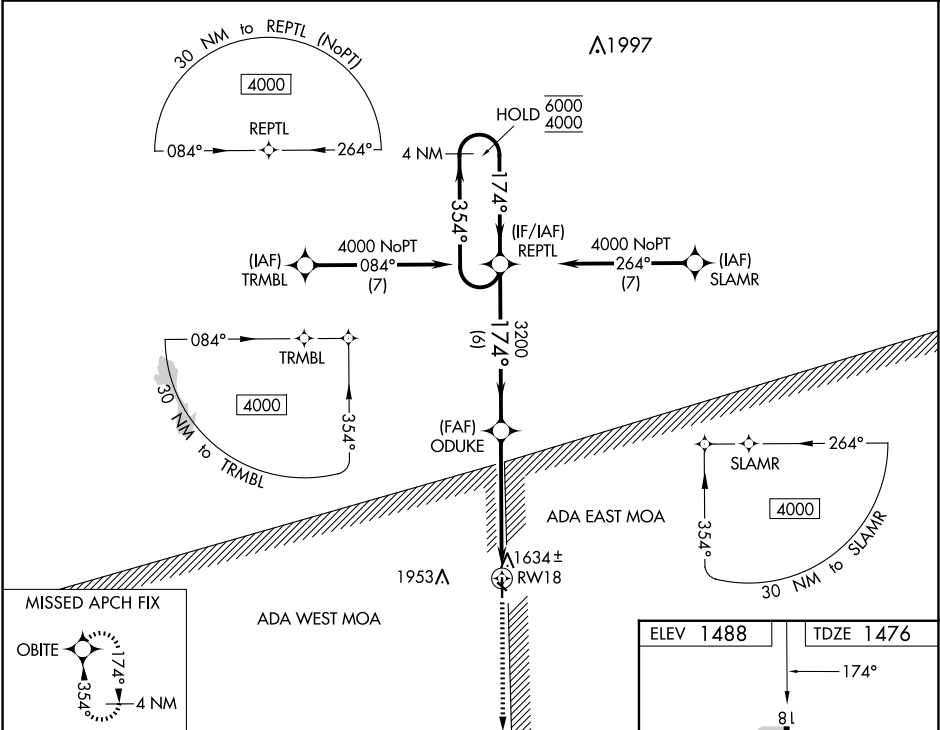 30 NM to REPTL (NoPT)
4000
REPTL
084°
264°
1997
HOLD 6000
4000
4 NM
354°
174°
(IF/IAF)
REPTL
(IAF)
TRMBL
4000 NoPT
084°
(7)
4000 NoPT
264°
(7)
(IAF)
SLAMR
3200
174°
(6)
084°
TRMBL
4000
354°
30 NM to TRMBL
(FAF)
ODUKE
264°
SLAMR
4000
354°
30 NM to SLAMR
ADA EAST MOA
1634±
RW18
1953
ADA WEST MOA
MISSED APCH FIX
OBITE
174°
354°
4 NM
ELEV 1488
TDZE 1476
174°
18